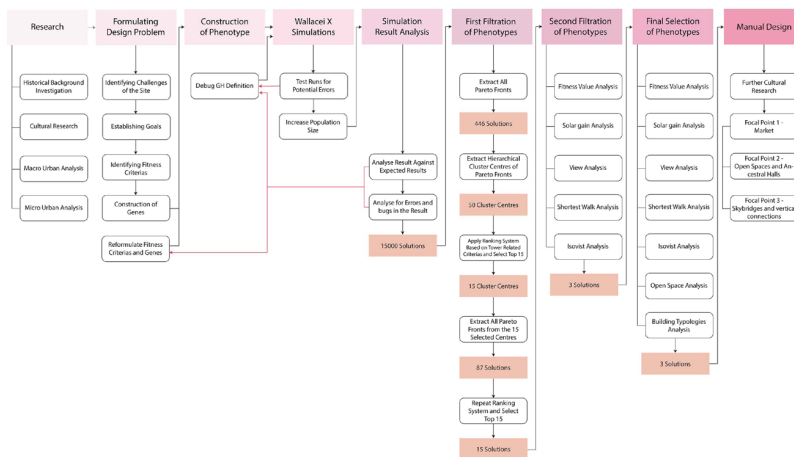 Research
Historical Background
Investigation
Cultural Research
Macro Urban Analysis
Micro Urban Analysis
Formulating
Design Problem
Identifying Challenges
of the Site
Establishing Goals
Identifying Fitness
Criterias
Construction of
Genes
Reformulate Fitness
Criterias and Genes
Construction
of Phenotype
Debug GH Definition
Wallacei X
Simulations
Test Runs for
Potential Errors
Increase Population
Size
Simulation
Result Analysis
Analyse Result Against
Expected Results
Analyse for Errors and
bugs in the Result
15000 Solutions
First Filtration
of Phenotypes
Extract All
Pareto Fronts
446 Solutions
Extract Hierarchical
Cluster Centres of
Pareto Fronts
50 Cluster Centres
Apply Ranking System
Based on Tower Related
Criterias and Select Top 15
15 Cluster Centres
Extract All Pareto
Fronts from the 15
Selected Centres
87 Solutions
Repeat Ranking
System and Select
Top 15
15 Solutions
Second Filtration
of Phenotypes
Fitness Value Analysis
Solar gain Analysis
View Analysis
Shortest Walk Analysis
Isovist Analysis
3 Solutions
Final Selection
of Phenotypes
Fitness Value Analysis
Solar gain Analysis
View Analysis
Shortest Walk Analysis
Isovist Analysis
Open Space Analysis
Building Typologies
Analysis
3 Solutions
Manual Design
Further Cultural
Research
Focal Point 1 -
Market
Focal Point 2 -
Open Spaces and An-
cestral Halls
Focal Point 3 -
Skybridges and vertical
connections